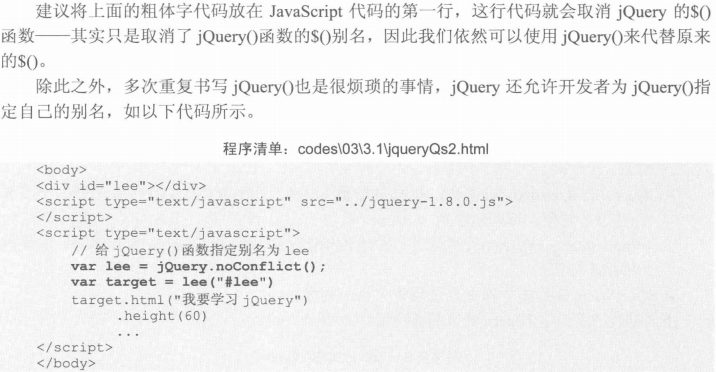 建议将上面的粗体字代码放在 JavaScript 代码的第一行，这行代码就会取消 jQuery 的$()
函数——其实只是取消了 jQuery()函数的$()别名，因此我们依然可以使用 jQuery()来代替原来
的$()。
除此之外，多次重复书写 jQuery()也是很烦琐的事情，jQuery 还允许开发者为 jQuery()指
定自己的别名，如以下代码所示。
程序清单：codes\03\3.1\jqueryQs2.html
<body>
<div id="lee"></div>
<script type="text/javascript" src="../jquery-1.8.0.js">
</script>
<script type="text/javascript">
// 给 jQuery()函数指定别名为 lee
var lee = jQuery.noConflict();
var target = lee("#lee")
target.html("我要学习 jQuery")
.height(60)
...
</script>
</body>